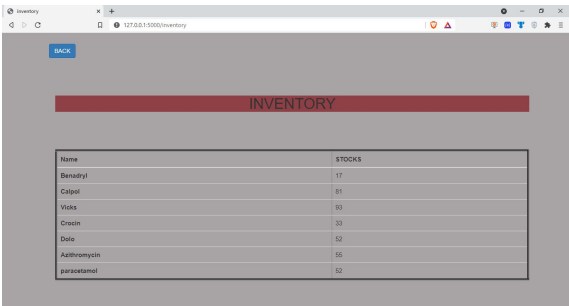 inventory
127.0.0.1:5000/inventory
BACK
INVENTORY
Name STOCKS
Benadryl 17
Calpol 81
Vicks 93
Crocin 33
Dolo 52
Azithromycin 55
paracetamol 52